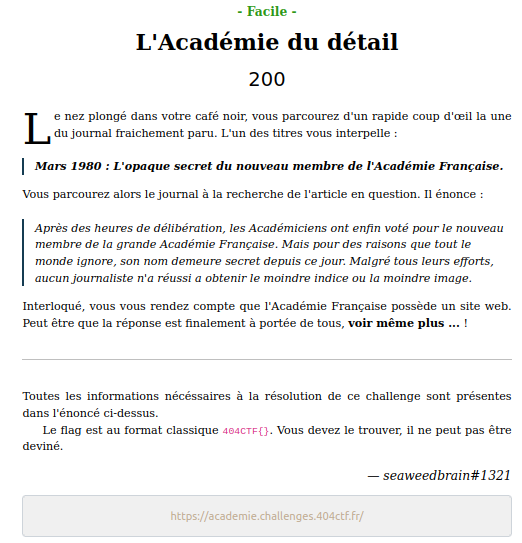 - Facile -
L'Académie du détail
200
Le nez plongé dans votre café noir, vous parcourez d'un rapide coup d'œil la une
du journal fraichement paru. L'un des titres vous interpelle :
Mars 1980 : L'opaque secret du nouveau membre de l'Académie Française.
Vous parcourez alors le journal à la recherche de l'article en question. Il énonce :
Après des heures de délibération, les Académiciens ont enfin voté pour le nouveau
membre de la grande Académie Française. Mais pour des raisons que tout le
monde ignore, son nom demeure secret depuis ce jour. Malgré tous leurs efforts,
aucun journaliste n'a réussi a obtenir le moindre indice ou la moindre image.
Interloqué, vous vous rendez compte que l'Académie Française possède un site web.
Peut être que la réponse est finalement à portée de tous, voir même plus ... !
Toutes les informations nécéssaires à la résolution de ce challenge sont présentes
dans l'énoncé ci-dessus.
Le flag est au format classique 404CTF{}. Vous devez le trouver, il ne peut pas être
deviné.
— seaweedbrain#1321
https://academie.challenges.404ctf.fr/